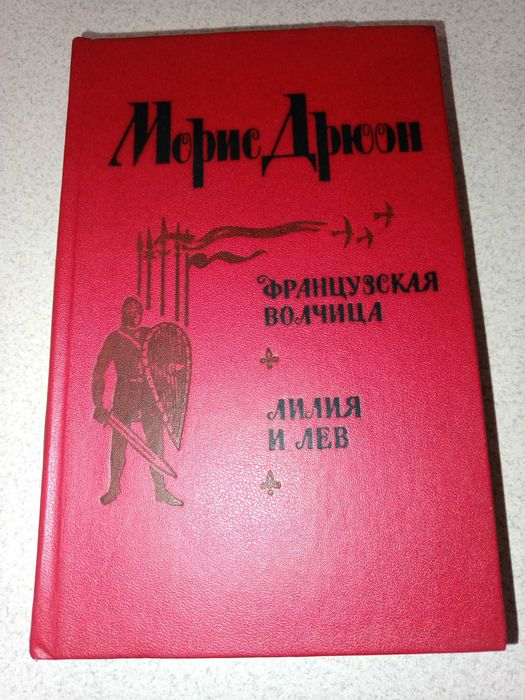 Морис Дрюон
ФРАНЦУЗСКАЯ
ВОЛЧИЦА
ЛИЛИЯ
И ЛЕВ